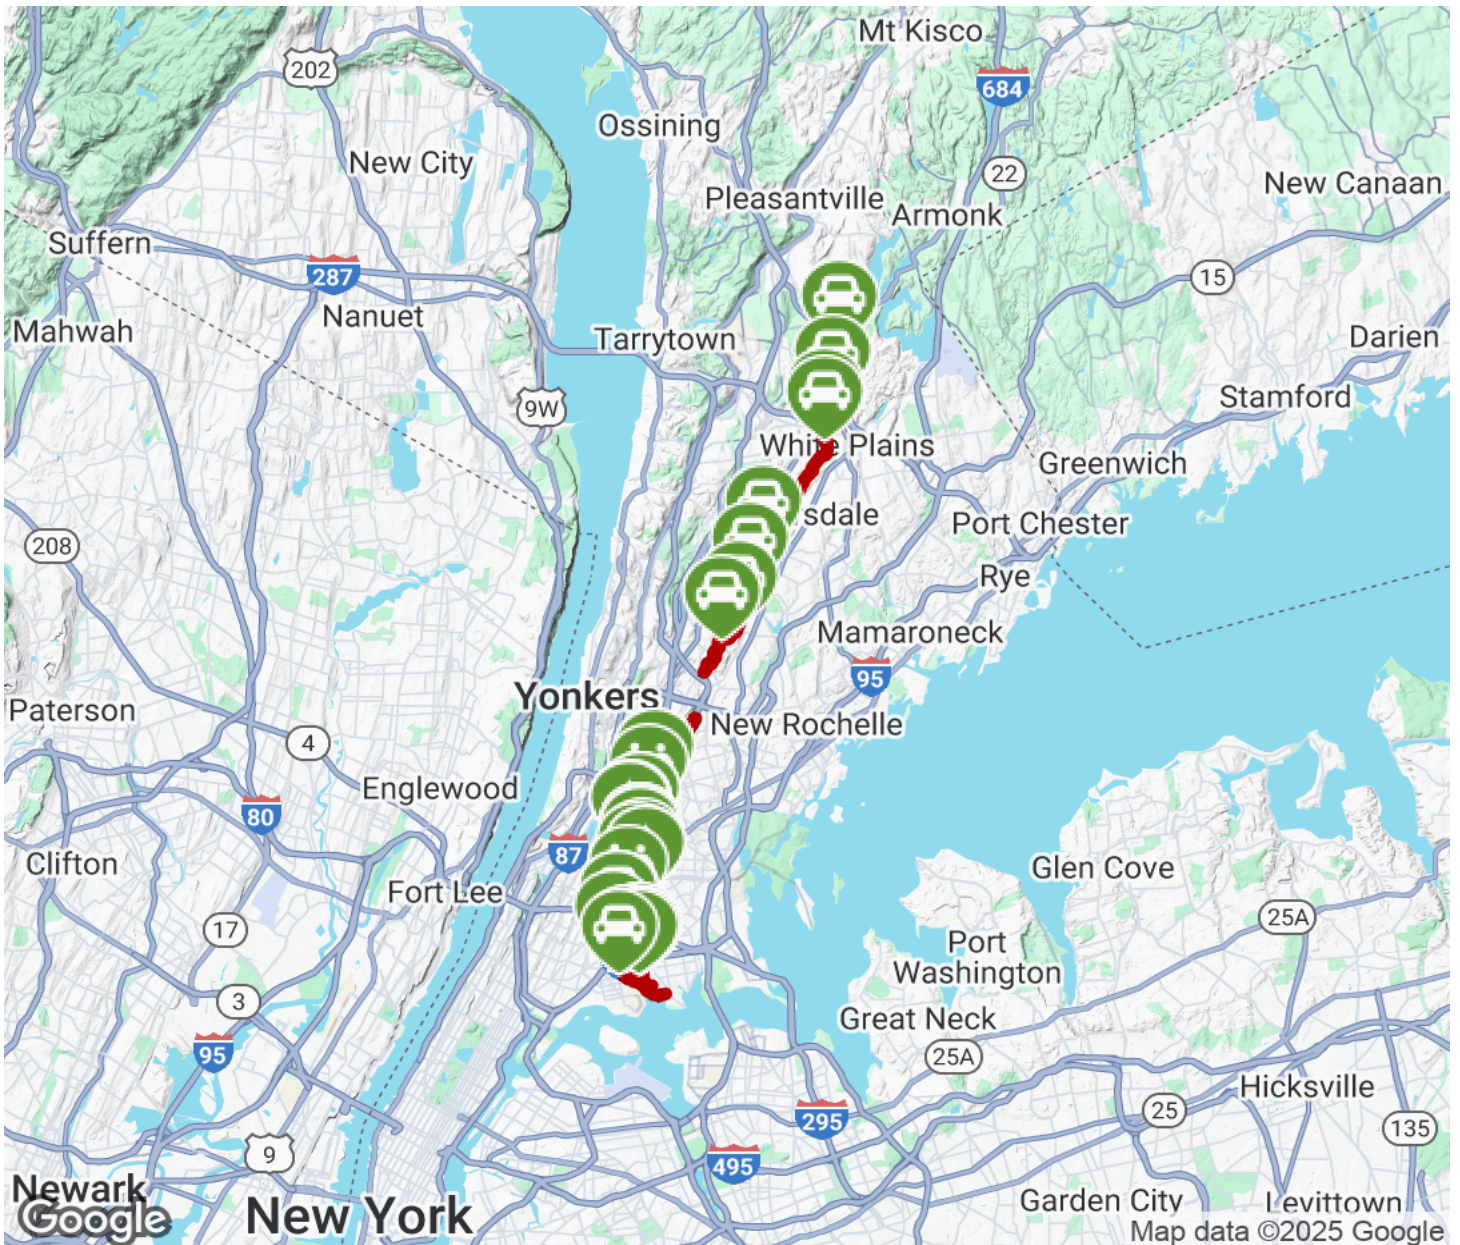 Mt Kisco
202
684
Ossining
New City
22
New Canaan
Pleasantville
Armonk
Suffern
287
15
Nanuet
Mahwah
Tarrytown
Darien
Stamford
9W
White Plains
Greenwich
sdale
Port Chester
208
Rye
Mamaroneck
95
Yonkers
Paterson
New Rochelle
4
Englewood
80
87
Clifton
Glen Cove
Fort Lee
25A
17
Port
Washington
3
Great Neck
95
25A
Hicksville
295
25
135
9
495
Newark
Garden City
Levittown
New York
Google
Map data ©2025 Google